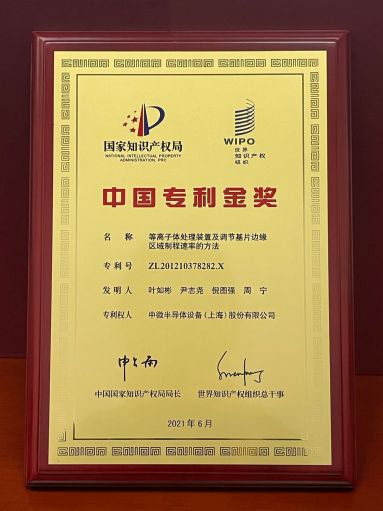 国家知识产权局
NATIONAL INTELLECTUAL PROPERTY
ADMINISTRATION, PRC
WIPO
世界
知识产权
组织
中国专利金奖
名 称 等离子体处理装置及调节基片边缘
区域制程速率的方法
专利号 ZL201210378282.X
发明人 叶如彬 尹志尧 倪图强 周宁
专利权人 中微半导体设备(上海)股份有限公司
申长雨
中国国家知识产权局局长 世界知识产权组织总干事
2021年6月